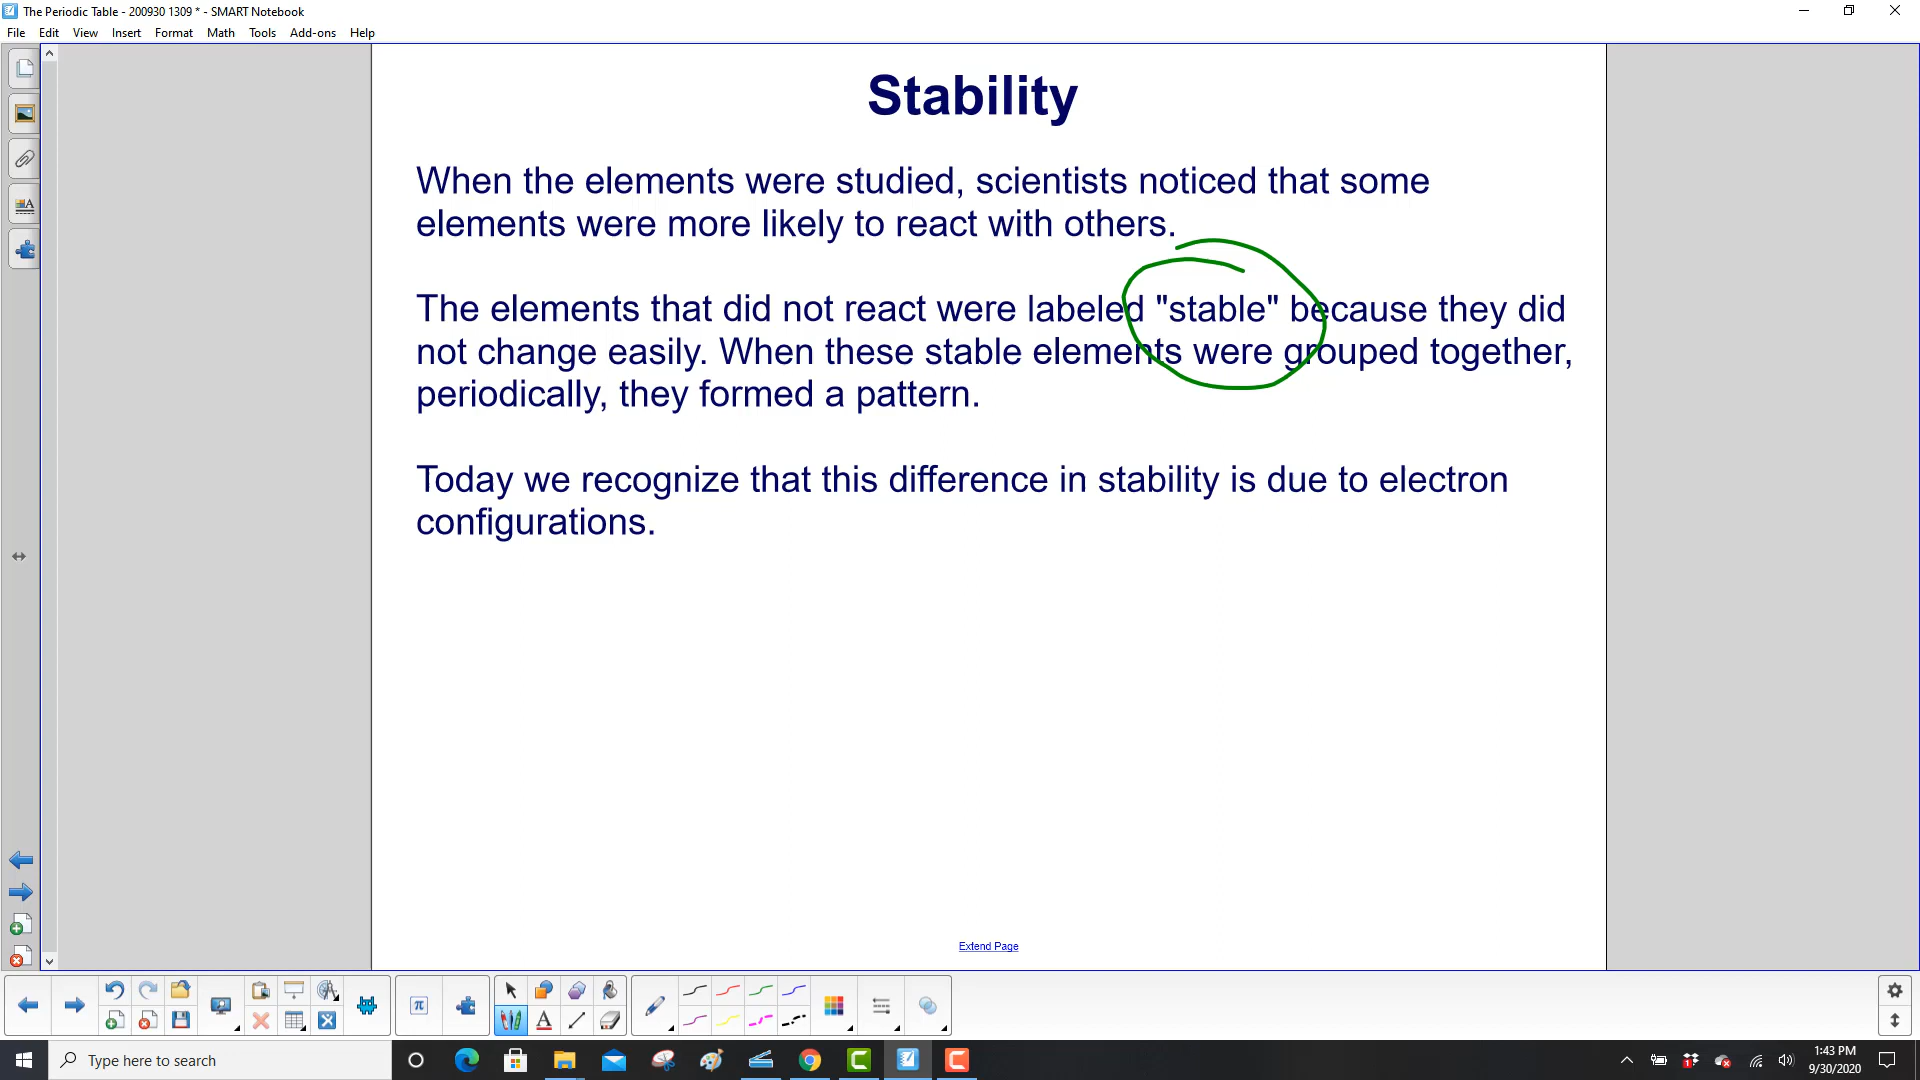 The Periodic Table - 200930 1309 * - SMART Notebook
File Edit View Insert Format Math Tools Add-ons Help
Stability
When the elements were studied, scientists noticed that some
elements were more likely to react with others.
The elements that did not react were labeled "stable" because they did
not change easily. When these stable elements were grouped together,
periodically, they formed a pattern.
Today we recognize that this difference in stability is due to electron
configurations.
Extend Page
π
A
Type here to search
1:43 PM
9/30/2020